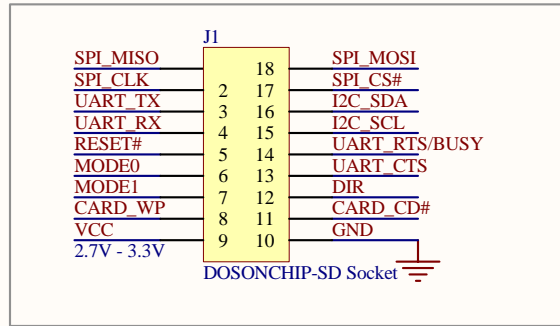 J1
SPI_MISO 18 SPI_MOSI
SPI_CLK 2 17 SPI_CS#
UART_TX 3 16 I2C_SDA
UART_RX 4 15 I2C_SCL
RESET# 5 14 UART_RTS/BUSY
MODE0 6 13 UART_CTS
MODE1 7 12 DIR
CARD_WP 8 11 CARD_CD#
VCC 9 10 GND
2.7V - 3.3V
DOSONCHIP-SD Socket